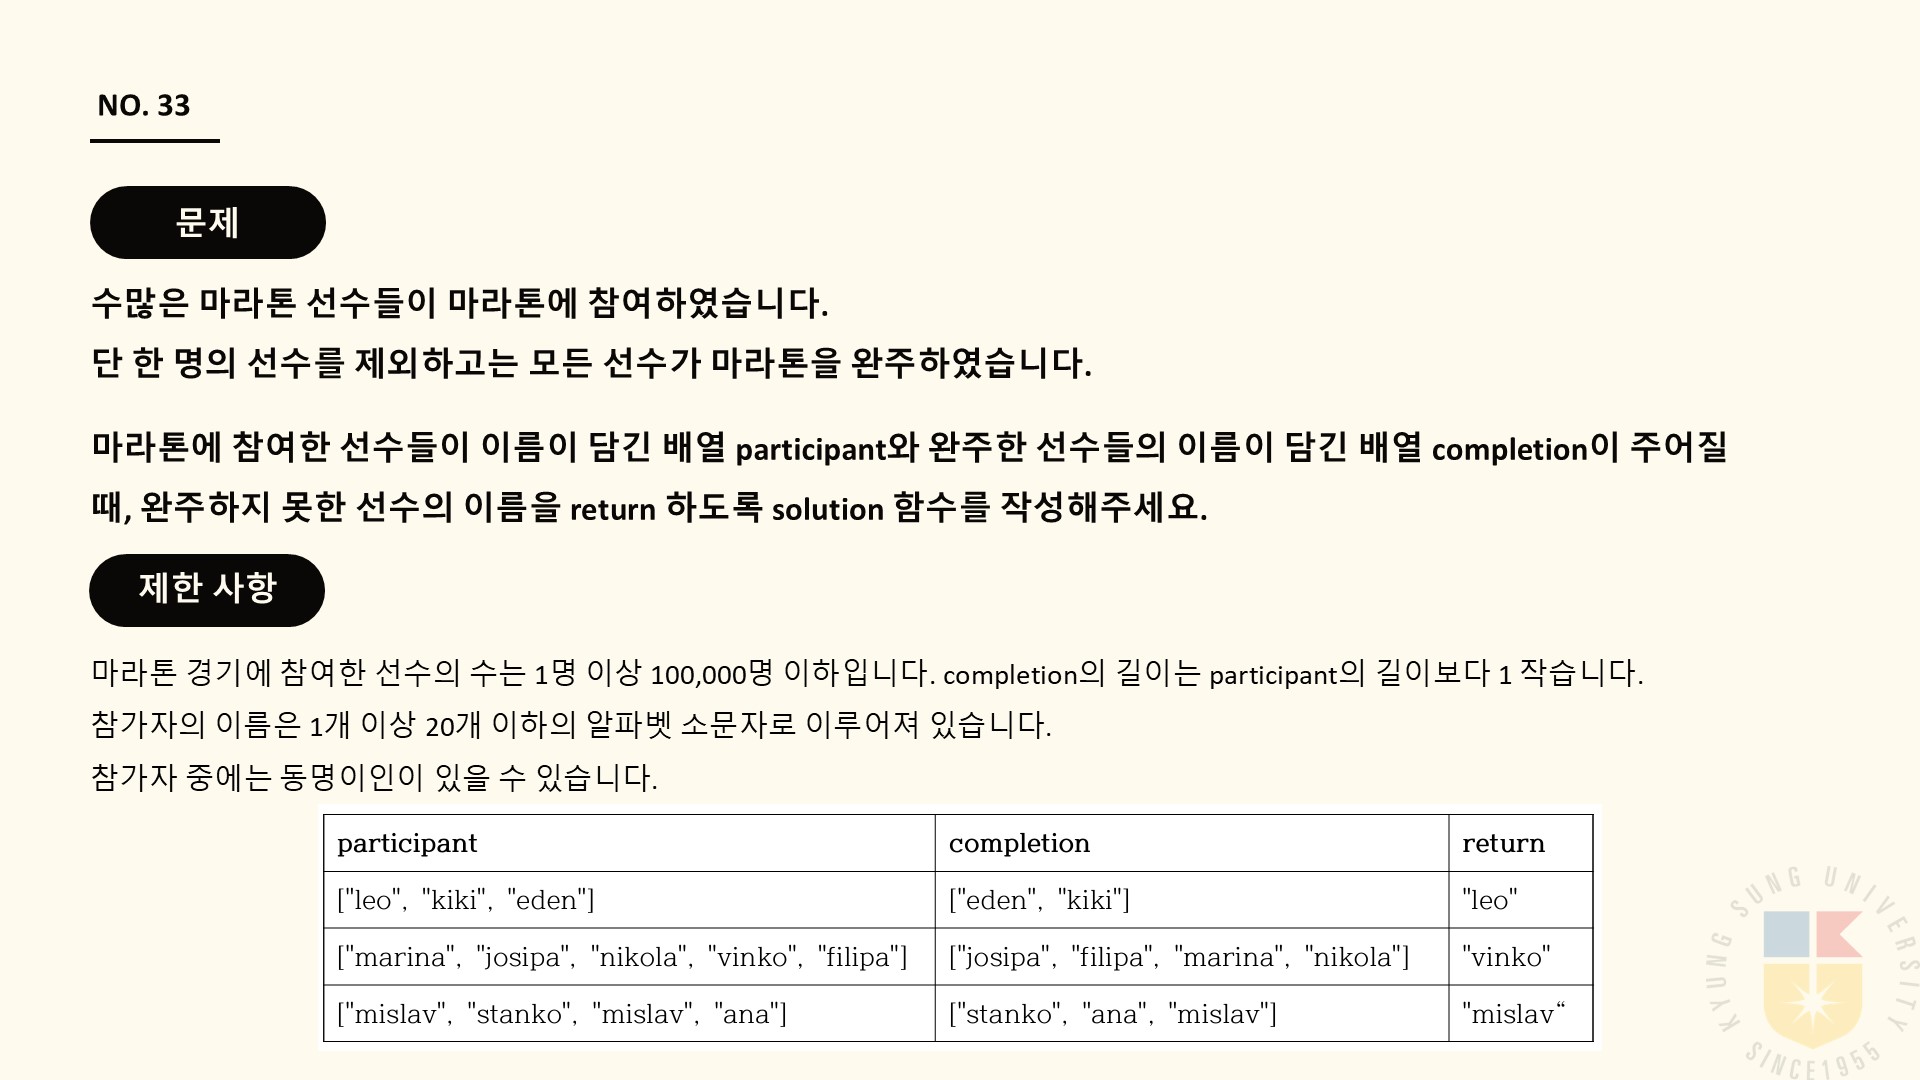 NO. 33
문제
수많은 마라톤 선수들이 마라톤에 참여하였습니다.
단 한 명의 선수를 제외하고는 모든 선수가 마라톤을 완주하였습니다.
마라톤에 참여한 선수들이 이름이 담긴 배열 participant와 완주한 선수들의 이름이 담긴 배열 completion이 주어질
때, 완주하지 못한 선수의 이름을 return 하도록 solution 함수를 작성해주세요.
제한 사항
마라톤 경기에 참여한 선수의 수는 1명 이상 100,000명 이하입니다. completion의 길이는 participant의 길이보다 1 작습니다.
참가자의 이름은 1개 이상 20개 이하의 알파벳 소문자로 이루어져 있습니다.
참가자 중에는 동명이인이 있을 수 있습니다.
participant completion return
["leo", "kiki", "eden"] ["eden", "kiki"] "leo"
["marina", "josipa", "nikola", "vinko", "filipa"] ["josipa", "filipa", "marina", "nikola"] "vinko"
["mislav", "stanko", "mislav", "ana"] ["stanko", "ana", "mislav"] "mislav“
KYUNG SUNG UNIVERSITY
SINCE1955